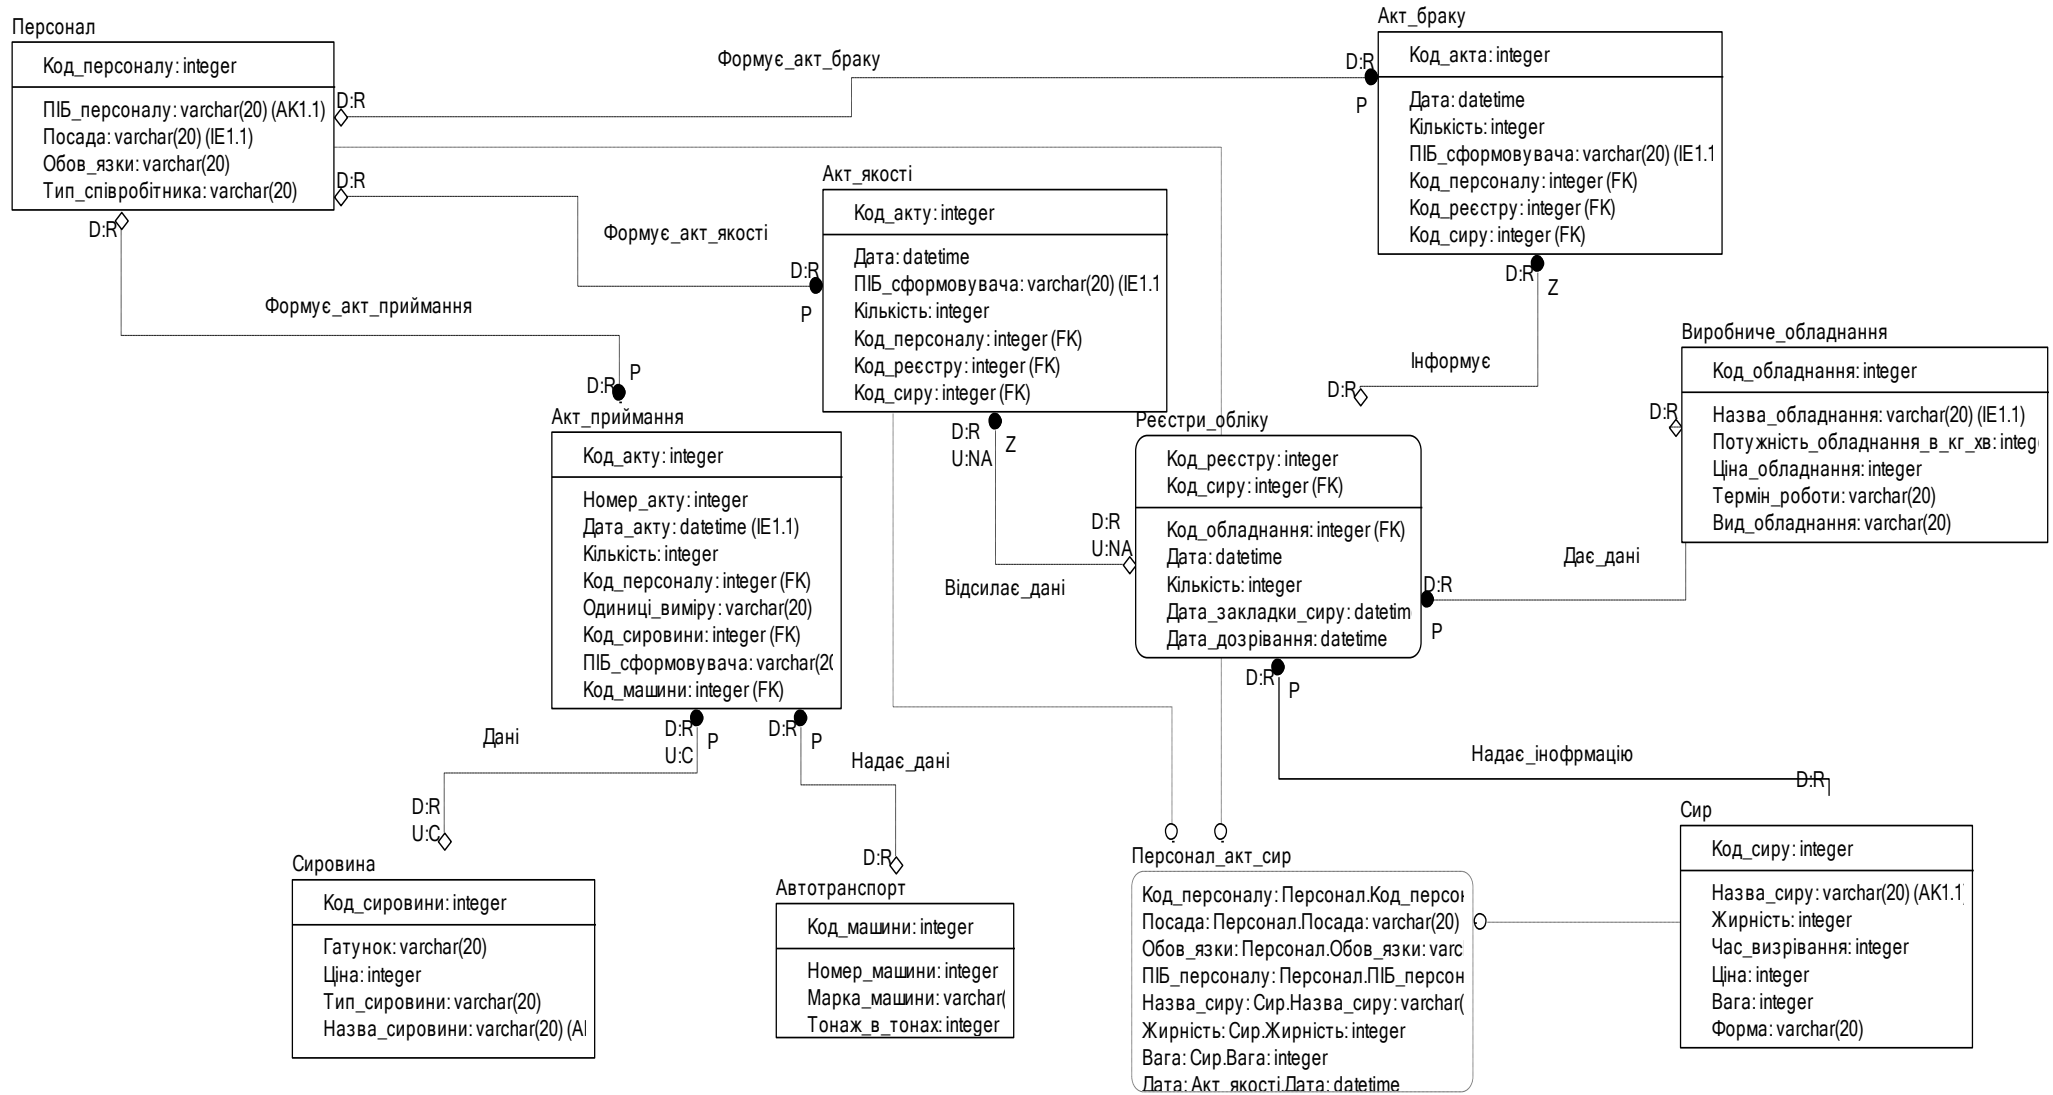 Персонал
Код_персоналу: integer
ПІБ_персоналу: varchar(20) (AK1.1)
Посада: varchar(20) (IE1.1)
Обов_язки: varchar(20)
Тип_співробітника: varchar(20)
D:R
D:R
D:R
Формує_акт_браку
D:R
P
Акт_браку
Код_акта: integer
Дата: datetime
Кількість: integer
ПІБ_сформовувача: varchar(20) (IE1.1
Код_персоналу: integer (FK)
Код_реєстру: integer (FK)
Код_сиру: integer (FK)
D:R
Z
Інформує
D:R
Формує_акт_якості
D:R
P
Акт_якості
Код_акту: integer
Дата: datetime
ПІБ_сформовувача: varchar(20) (IE1.1
Кількість: integer
Код_персоналу: integer (FK)
Код_реєстру: integer (FK)
Код_сиру: integer (FK)
D:R
U:NA
Z
Відсилає_дані
D:R
U:NA
Формує_акт_приймання
P
D:R
Акт_приймання
Код_акту: integer
Номер_акту: integer
Дата_акту: datetime (IE1.1)
Кількість: integer
Код_персоналу: integer (FK)
Одиниці_виміру: varchar(20)
Код_сировини: integer (FK)
ПІБ_сформовувача: varchar(20
Код_машини: integer (FK)
Реєстри_обліку
Код_реєстру: integer
Код_сиру: integer (FK)
Код_обладнання: integer (FK)
Дата: datetime
Кількість: integer
Дата_закладки_сиру: datetim
Дата_дозрівання: datetime
Виробниче_обладнання
Код_обладнання: integer
Назва_обладнання: varchar(20) (IE1.1)
Потужність_обладнання_в_кг_хв: integ
Ціна_обладнання: integer
Термін_роботи: varchar(20)
Вид_обладнання: varchar(20)
D:R
Дає_дані
D:R
P
D:R
P
Надає_інофрмацію
D:R
Дані
D:R
U:C
P
D:R
U:C
D:R
P
Надає_дані
D:R
Сировина
Код_сировини: integer
Гатунок: varchar(20)
Ціна: integer
Тип_сировини: varchar(20)
Назва_сировини: varchar(20) (A
Автотранспорт
Код_машини: integer
Номер_машини: integer
Марка_машини: varchar(
Тонаж_в_тонах: integer
Персонал_акт_сир
Код_персоналу: Персонал.Код_персон
Посада: Персонал.Посада: varchar(20)
Обов_язки: Персонал.Обов_язки: varc
ПІБ_персоналу: Персонал.ПІБ_персон
Назва_сиру: Сир.Назва_сиру: varchar(
Жирність: Сир.Жирність: integer
Вага: Сир.Вага: integer
Дата: Акт_якості.Дата: datetime
Сир
Код_сиру: integer
Назва_сиру: varchar(20) (AK1.1
Жирність: integer
Час_визрівання: integer
Ціна: integer
Вага: integer
Форма: varchar(20)